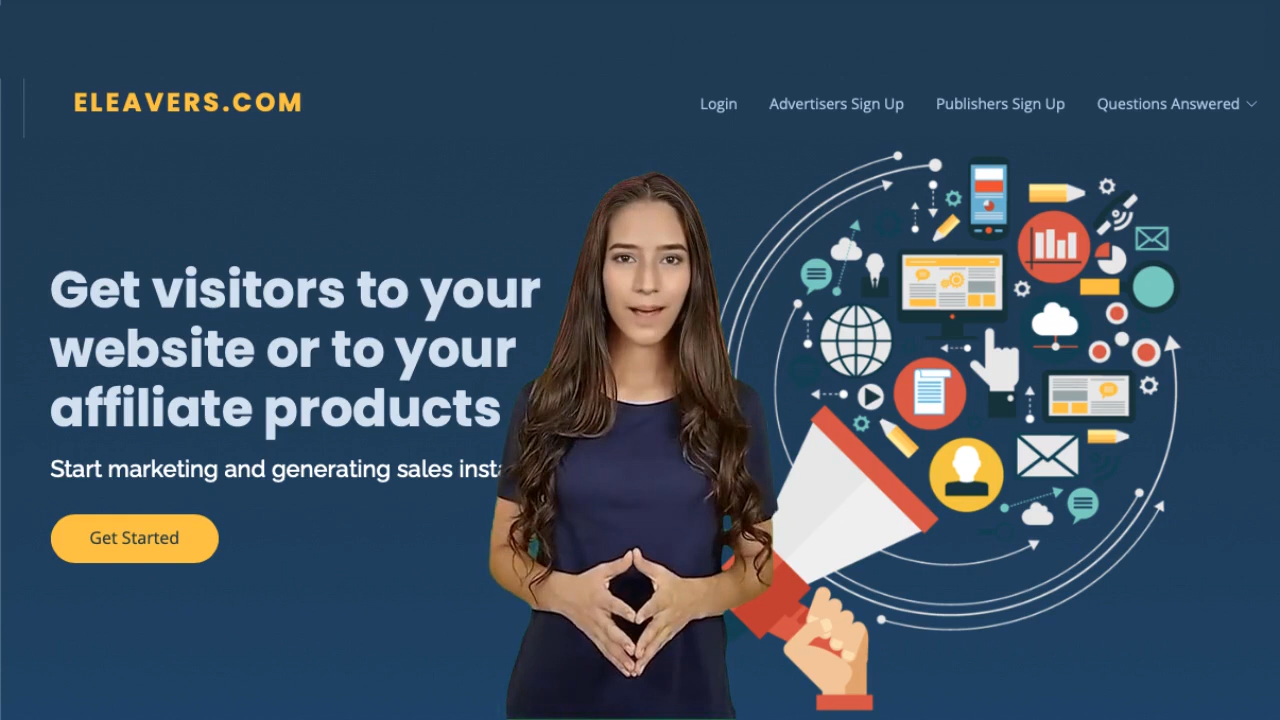 ELEAVERS.COM
Login Advertisers Sign Up Publishers Sign Up Questions Answered
Get visitors to your
website or to your
affiliate products
Start marketing and generating sales
Get Started